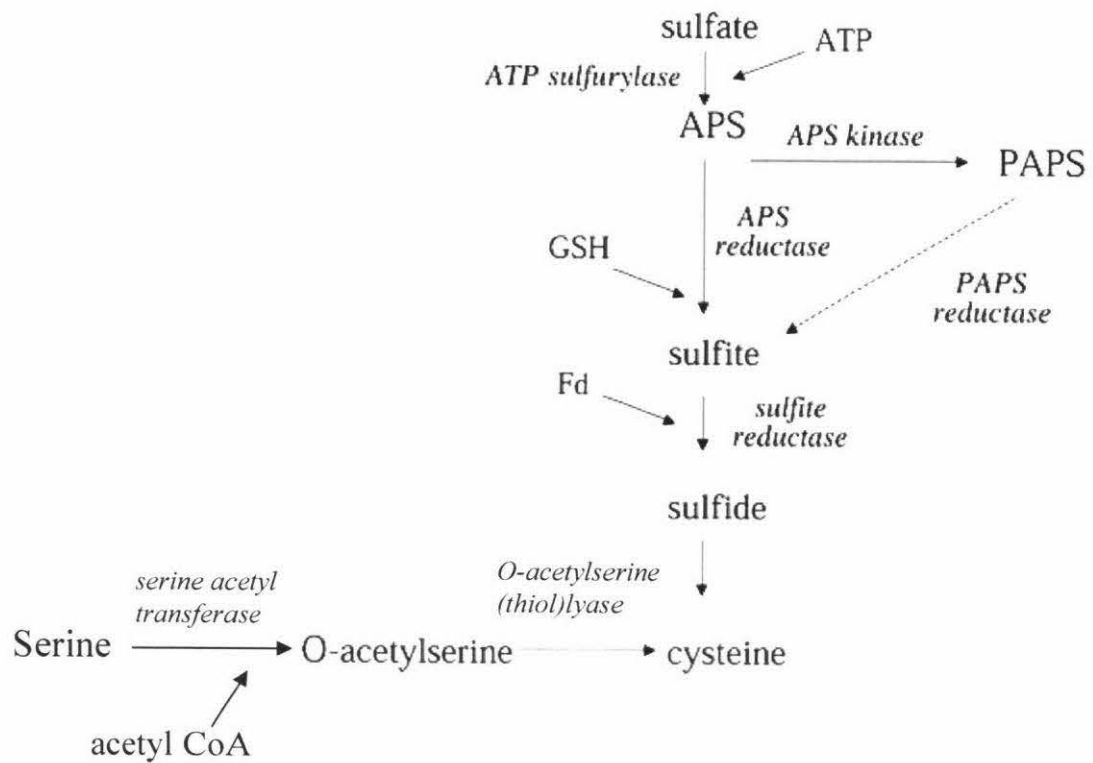 sulfate
ATP
ATP sulfurylase
APS
APS kinase
PAPS
APS
reductase
GSH
PAPS
reductase
sulfite
Fd
sulfite
reductase
sulfide
serine acetyl
transferase
O-acetylserine
(thiol)lyase
Serine
O-acetylserine
cysteine
acetyl CoA